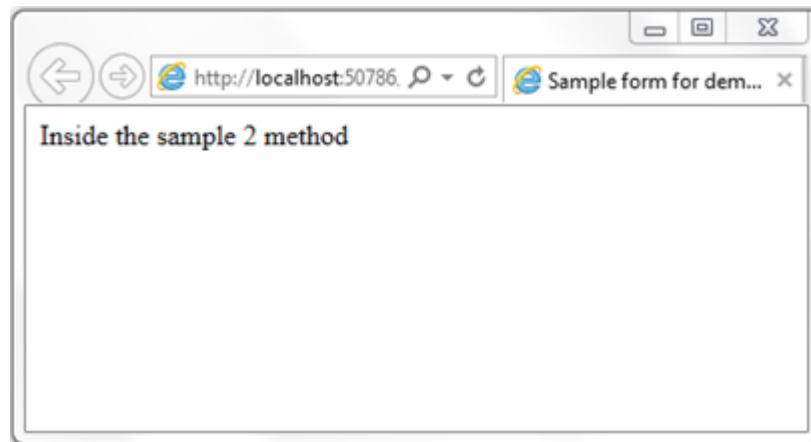 http://localhost:50786.
Sample form for dem...
Inside the sample 2 method